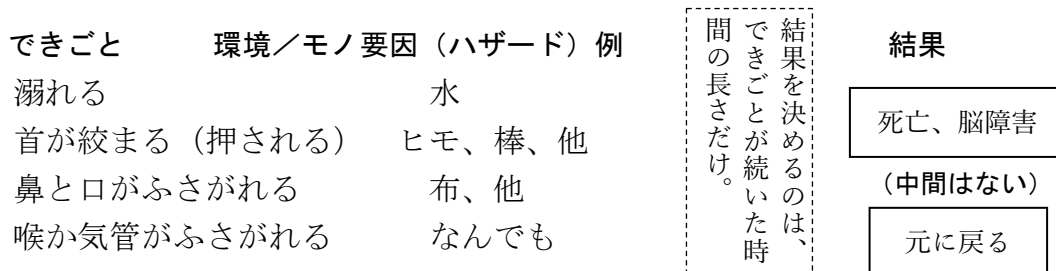 できごと 環境／モノ要因（ハザード）例
溺れる 水
首が絞まる（押される） ヒモ、棒、他
鼻と口がふさがれる 布、他
喉か気管がふさがれる なんでも
結果を決めるのは、
できごとが続いた時
間の長さだけ。
結果
死亡、脳障害
（中間はない）
元に戻る